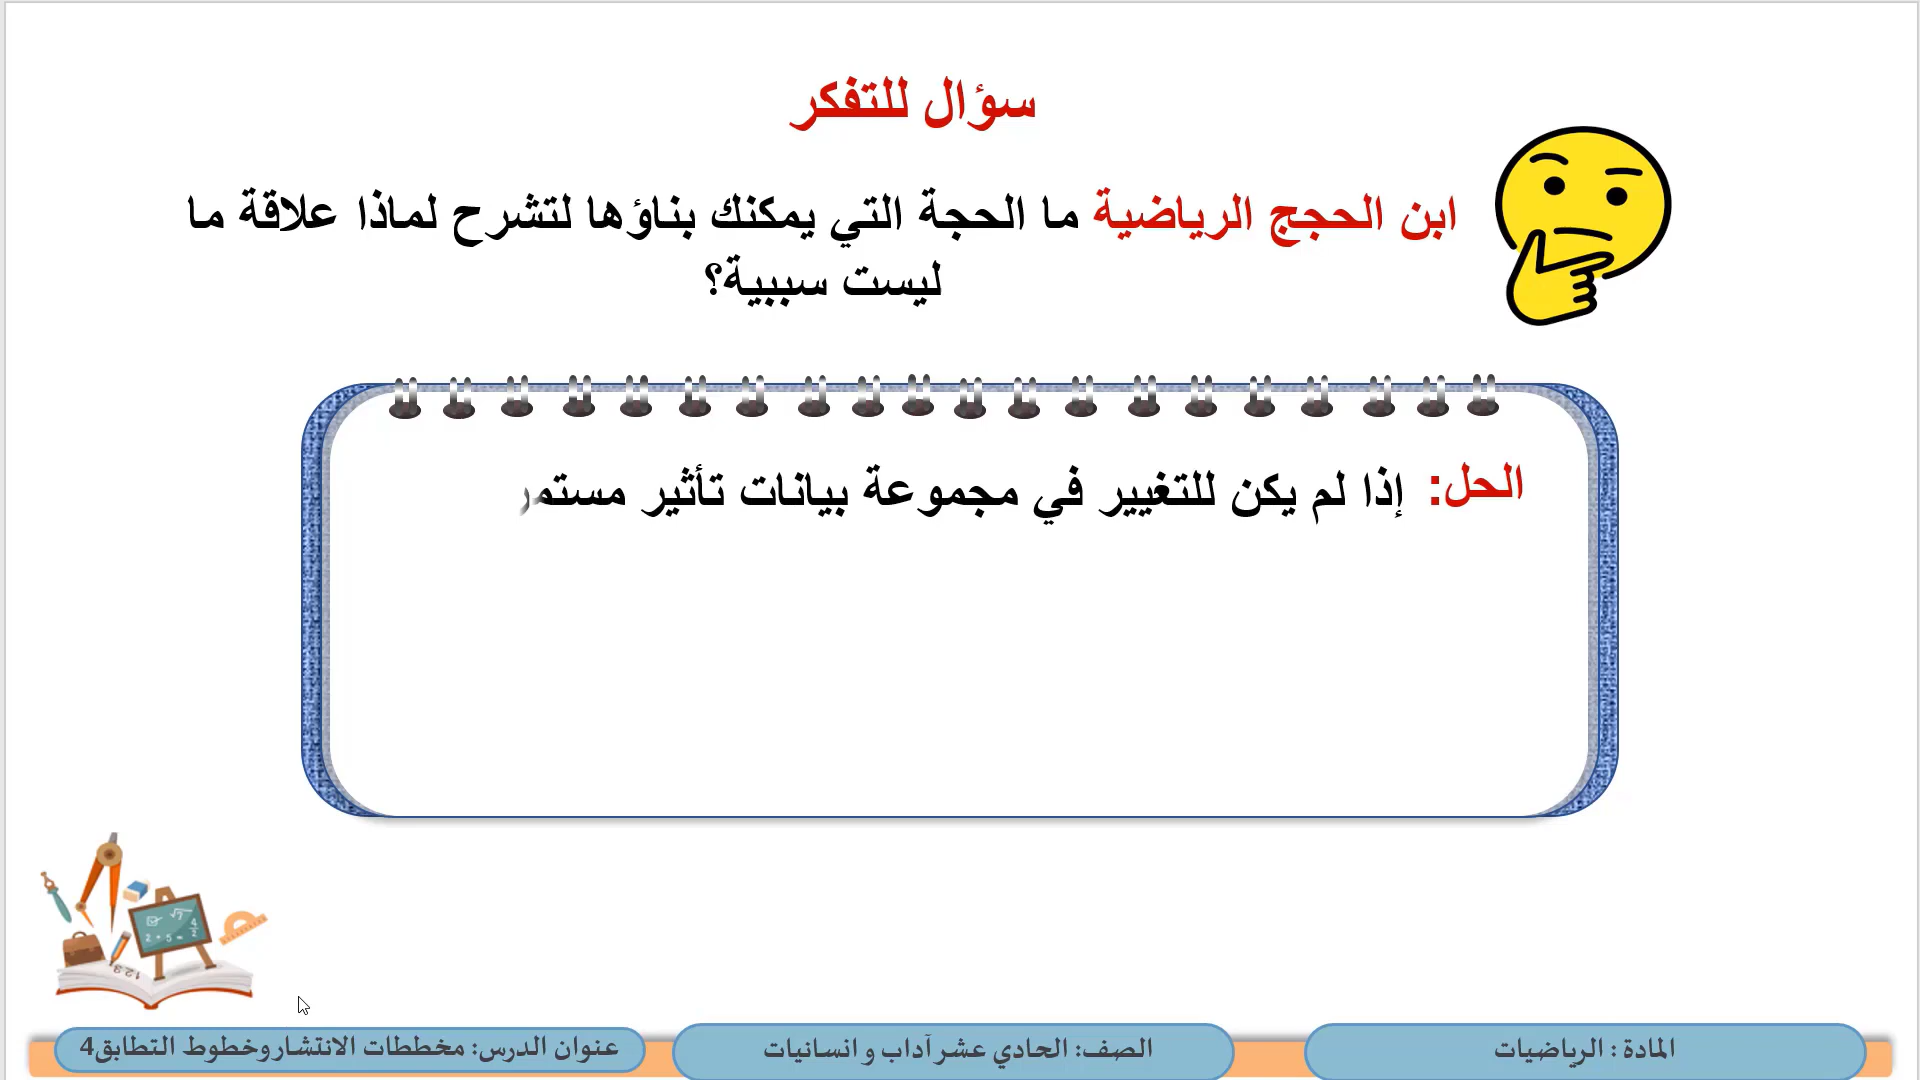 سؤال للتفكر
ابن الحجج الرياضية ما الحجة التي يمكنك بناؤها لتشرح لماذا علاقة ما
ليست سببية؟
الحل: إذا لم يكن للتغيير في مجموعة بيانات تأثير مستمر
المادة : الرياضيات
الصف: الحادي عشر آداب و انسانيات
عنوان الدرس: مخططات الانتشار وخطوط التطابق4